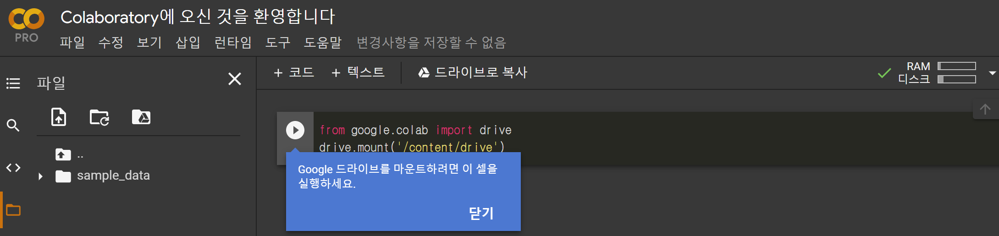 Colaboratory에 오신 것을 환영합니다
PRO
파일 수정 보기 삽입 런타임 도구 도움말 변경사항을 저장할 수 없음
파일
+ 코드 + 텍스트 드라이브로 복사
RAM
디스크
..
sample_data
from google.colab import drive
drive.mount('/content/drive')
Google 드라이브를 마운트하려면 이 셀을
실행하세요.
닫기